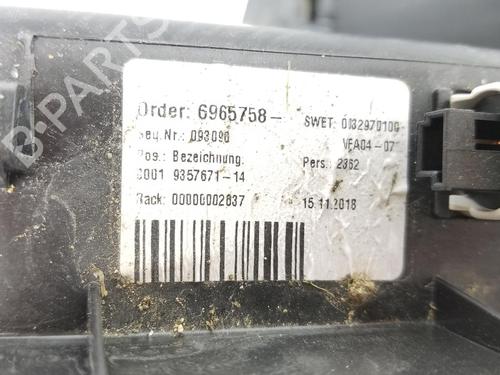 Order: 6965758- SWET: 0132970100
Seq.Nr.: 093090 VFA04-07
Pos.: Bezeichnung. Pers.: 2362
0001 9357671-14
Rack: 00000002637 15.11.2018